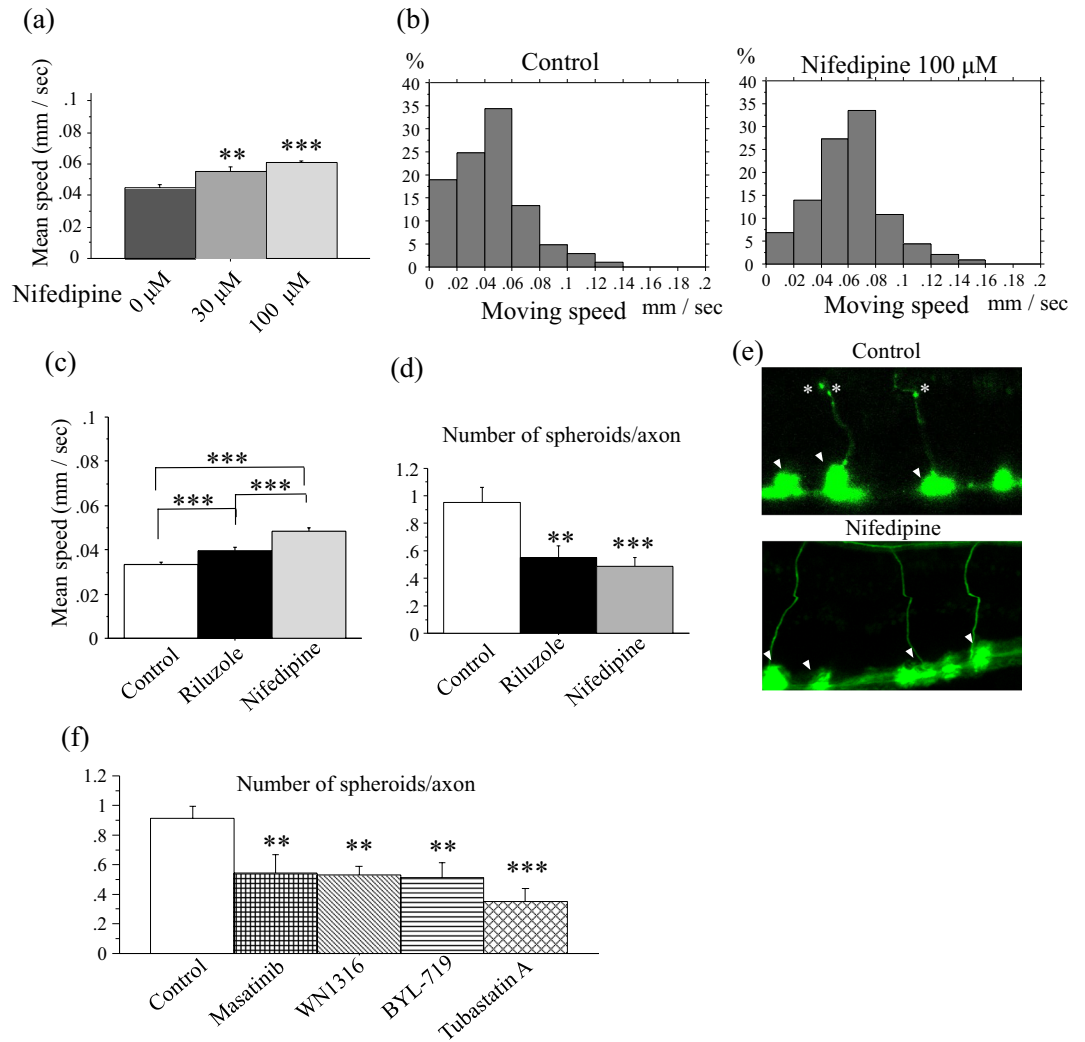 (a)
Mean speed (mm / sec)
.1
.08
.06
.04
.02
0
**
***
Nifedipine
0 μM
30 μM
100 μM
(b)
%
Control
40
35
30
25
20
15
10
5
0
0 .02 .04 .06 .08 .1 .12 .14 .16 .18 .2
Moving speed mm / sec
%
Nifedipine 100 μM
40
35
30
25
20
15
10
5
0
0 .02 .04 .06 .08 .1 .12 .14 .16 .18 .2
Moving speed mm / sec
(c)
Mean speed (mm / sec)
.1
.08
.06
.04
.02
0
***
***
***
Control
Riluzole
Nifedipine
(d)
Number of spheroids/axon
1.2
1
.8
.6
.4
.2
0
**
***
Control
Riluzole
Nifedipine
(e)
Control
* * *
Nifedipine
(f)
Number of spheroids/axon
1.2
1
.8
.6
.4
.2
0
**
**
**
***
Control
Masatinib
WN1316
BYL-719
Tubastatin A